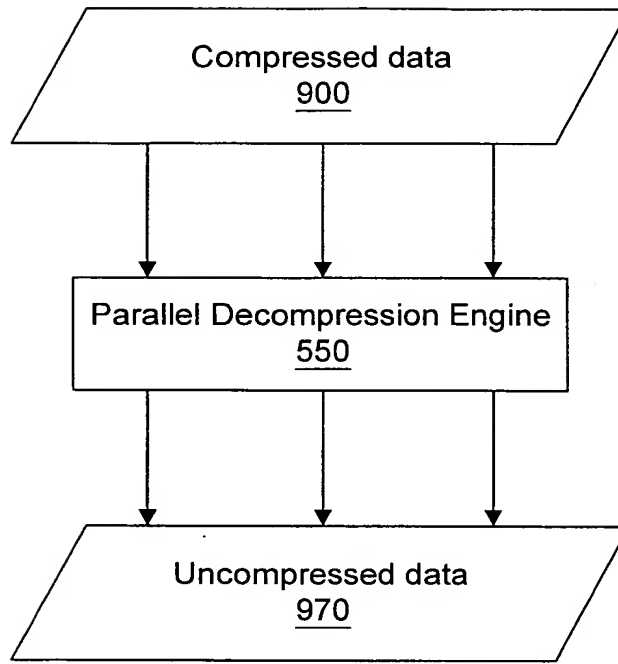 Compressed data
900
Parallel Decompression Engine
550
Uncompressed data
970